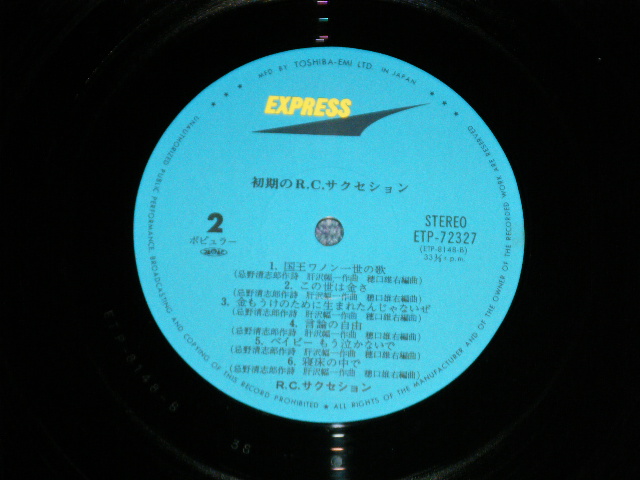 MFD BY TOSHIBA-EMI LTD. IN JAPAN
EXPRESS
初期のR.C.サクセション
2
ポピュラー
STEREO
ETP-72327
(ETP-8148-B)
33⅓r.p.m.
1. 国王ワノン一世の歌
(忌野清志郎作詩 肝沢幅一作曲 穂口雄右編曲)
2. この世は金さ
(忌野清志郎作詩 肝沢幅一作曲 穂口雄右編曲)
3. 金もうけのために生まれたんじゃないぜ
(忌野清志郎作詩 肝沢幅一作曲 穂口雄右編曲)
4. 言論の自由
(忌野清志郎作詩 肝沢幅一作曲 穂口雄右編曲)
5. ベイビー もう泣かないで
(忌野清志郎作詩 肝沢幅一作曲 穂口雄右編曲)
6. 寝床の中で
(忌野清志郎作詩 肝沢幅一作曲 穂口雄右編曲)
R.C.サクセション
UNAUTHORIZED PUBLIC PERFORMANCE BROADCASTING AND COPYING OF THIS RECORD PROHIBITED ★ ALL RIGHTS OF THE MANUFACTURER AND OF THE OWNER OF THE RECORDED WORK ARE RESERVED